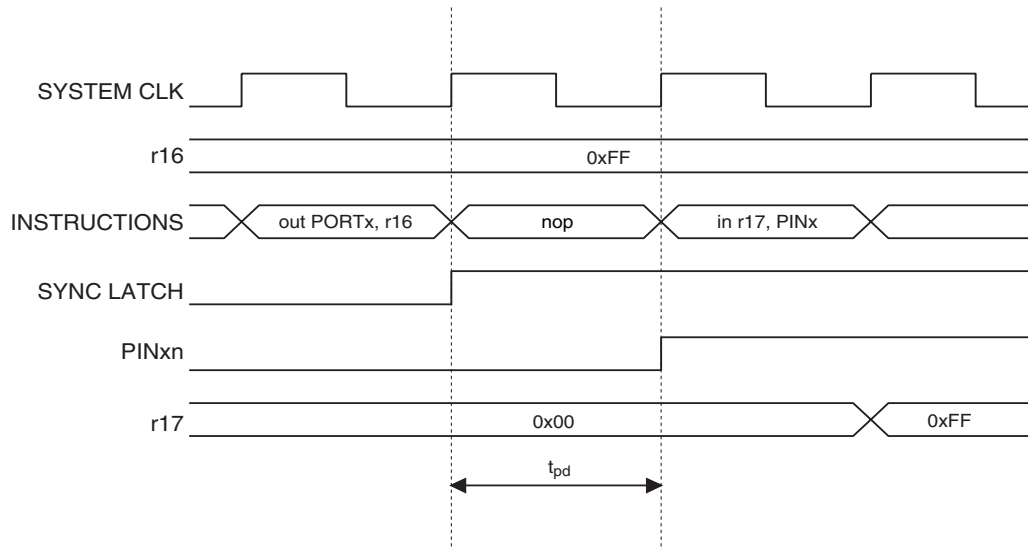 SYSTEM CLK
r16
0xFF
INSTRUCTIONS
out PORTx, r16
nop
in r17, PINx
SYNC LATCH
PINxn
r17
0x00
0xFF
tpd